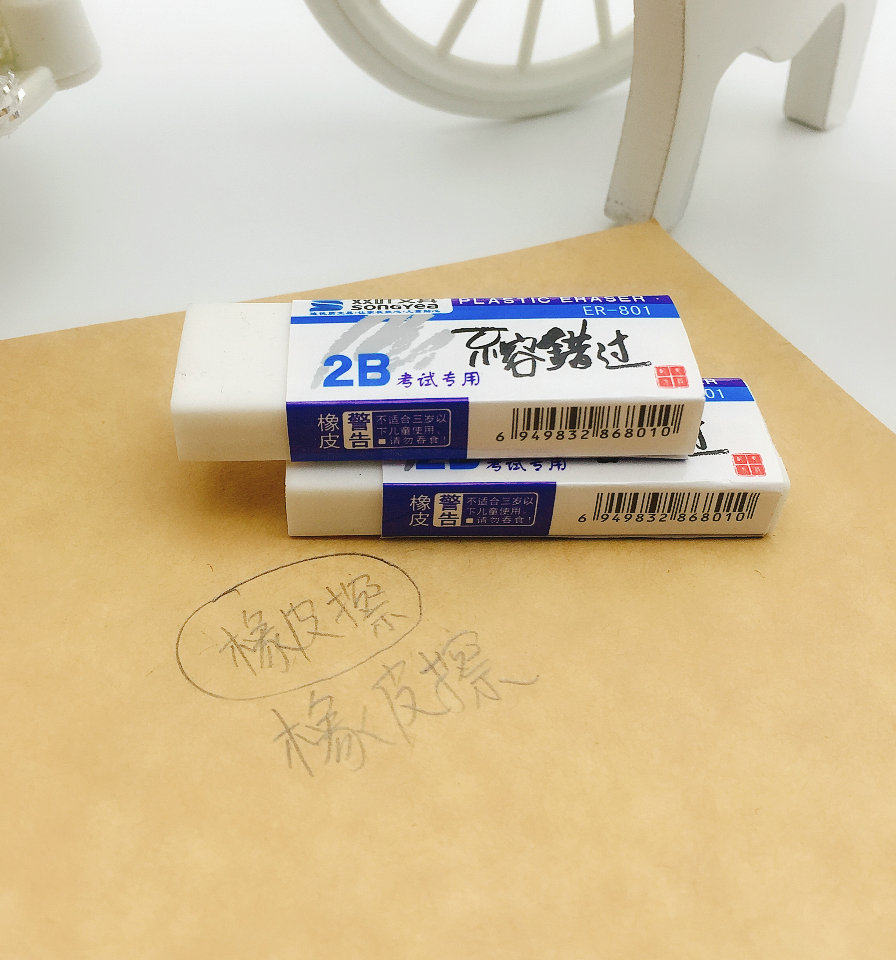 SONGYEA
PLASTIC ERASER
ER-801
2B 考试专用
不容错过
橡皮
警告
不适合三岁以
下儿童使用。
■请勿吞食!
6 949832 868010
01
2B 考试专用
橡皮
警告
不适合三岁以
下儿童使用。
■请勿吞食!
6 949832 868010
橡皮擦
橡皮擦